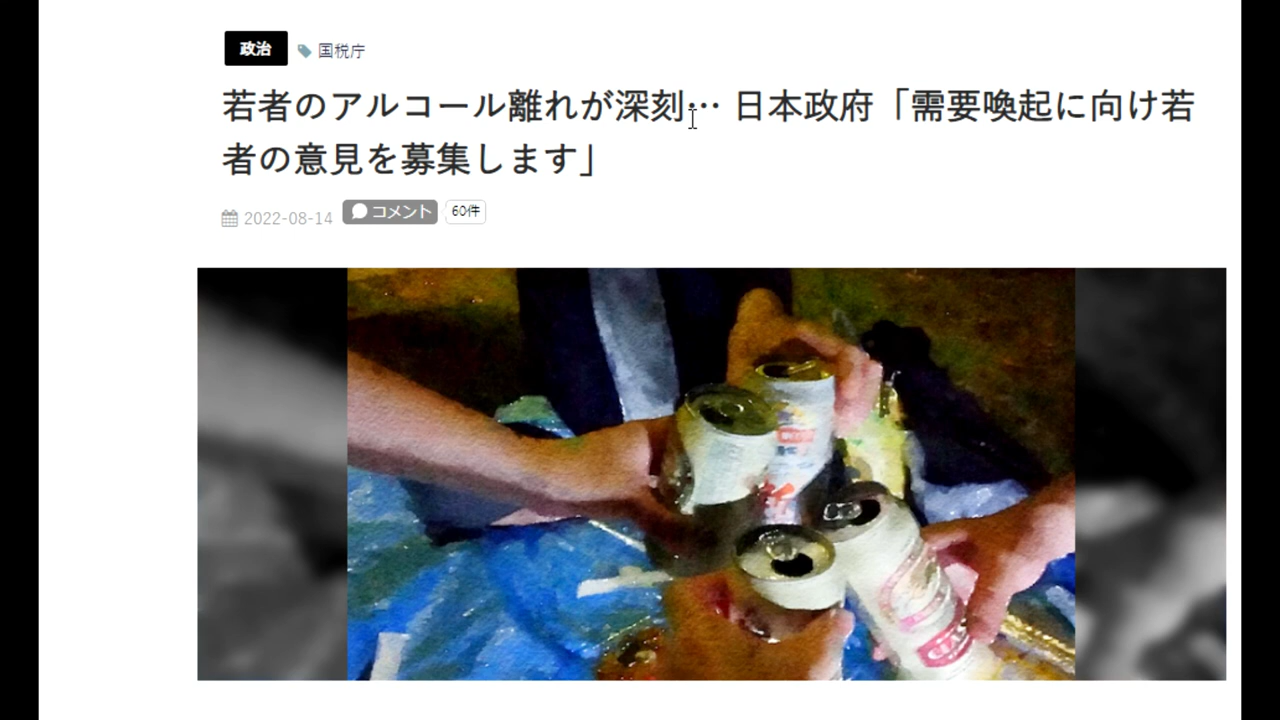 政治 国税庁
若者のアルコール離れが深刻… 日本政府「需要喚起に向け若
者の意見を募集します」
2022-08-14 コメント 60件